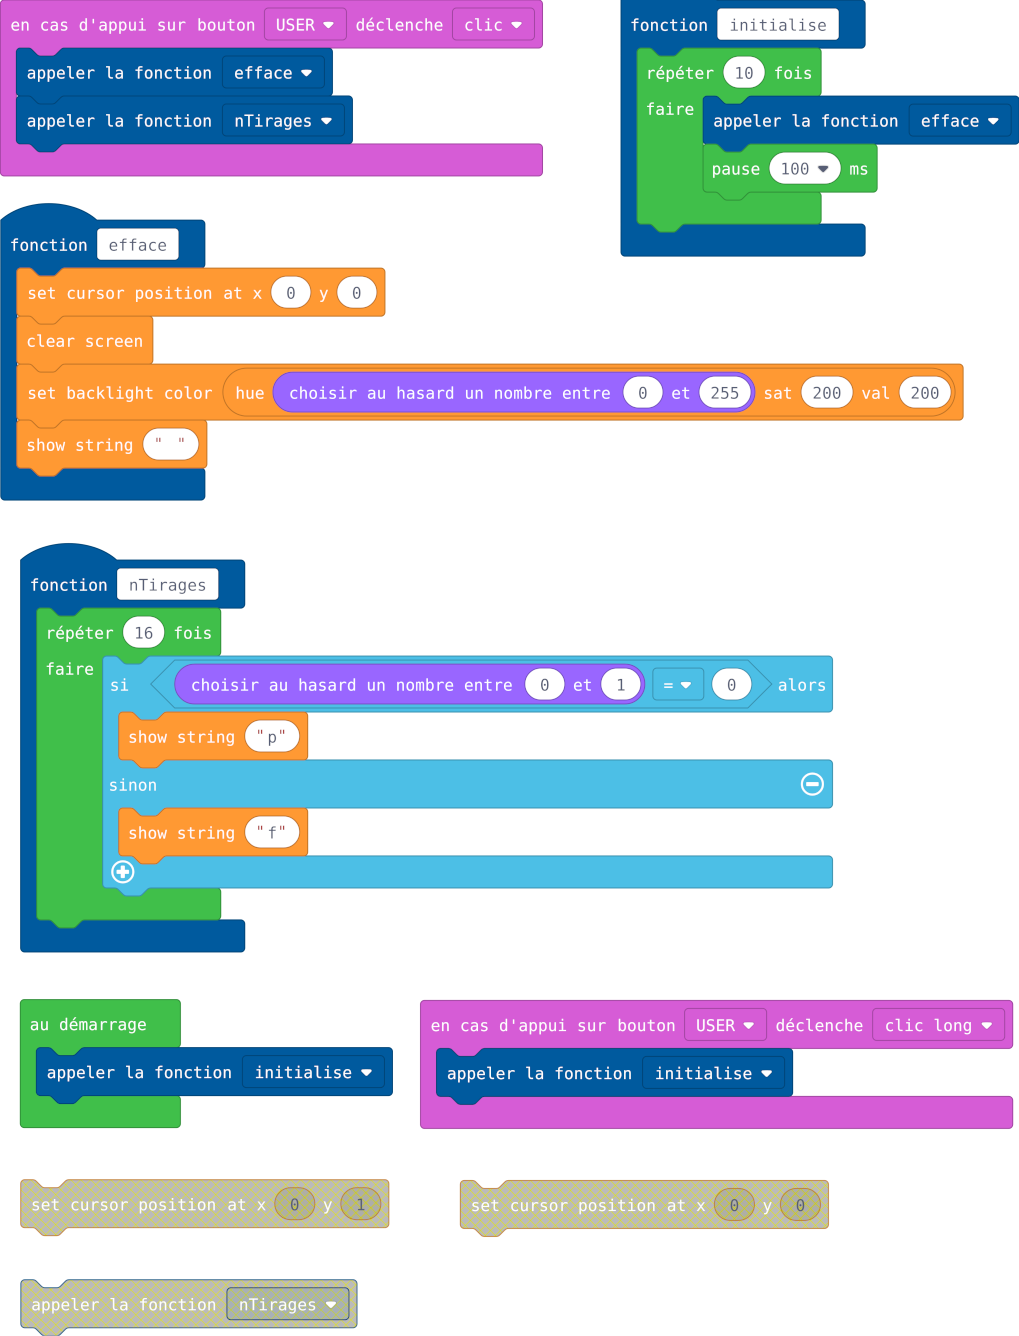 en cas d'appui sur bouton USER déclenche clic
appeler la fonction efface
appeler la fonction nTirages
fonction initialise
répéter 10 fois
faire
appeler la fonction efface
pause 100 ms
fonction efface
set cursor position at x 0 y 0
clear screen
set backlight color hue choisir au hasard un nombre entre 0 et 255 sat 200 val 200
show string " "
fonction nTirages
répéter 16 fois
faire
si choisir au hasard un nombre entre 0 et 1 = 0 alors
show string "p"
sinon
show string "f"
au démarrage
appeler la fonction initialise
en cas d'appui sur bouton USER déclenche clic long
appeler la fonction initialise
set cursor position at x 0 y 1
set cursor position at x 0 y 0
appeler la fonction nTirages